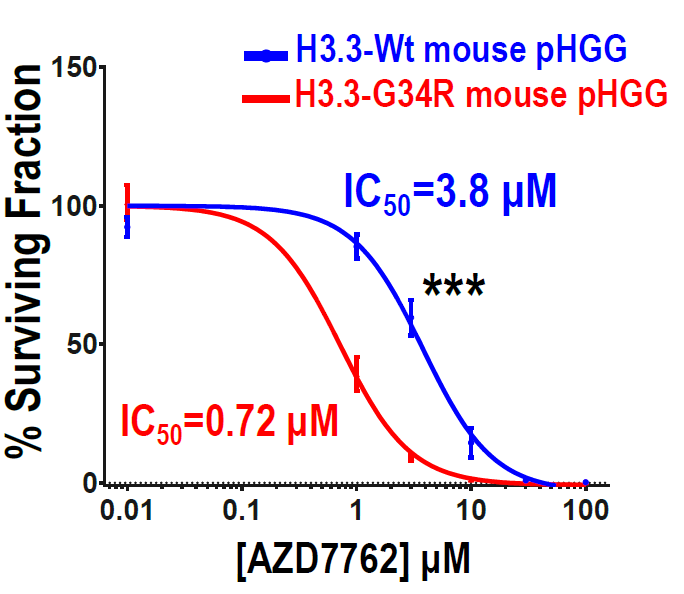 H3.3-Wt mouse pHGG
H3.3-G34R mouse pHGG
% Surviving Fraction
150
100
50
0
IC50=3.8 μM
***
IC50=0.72 μM
0.01 0.1 1 10 100
[AZD7762] μM